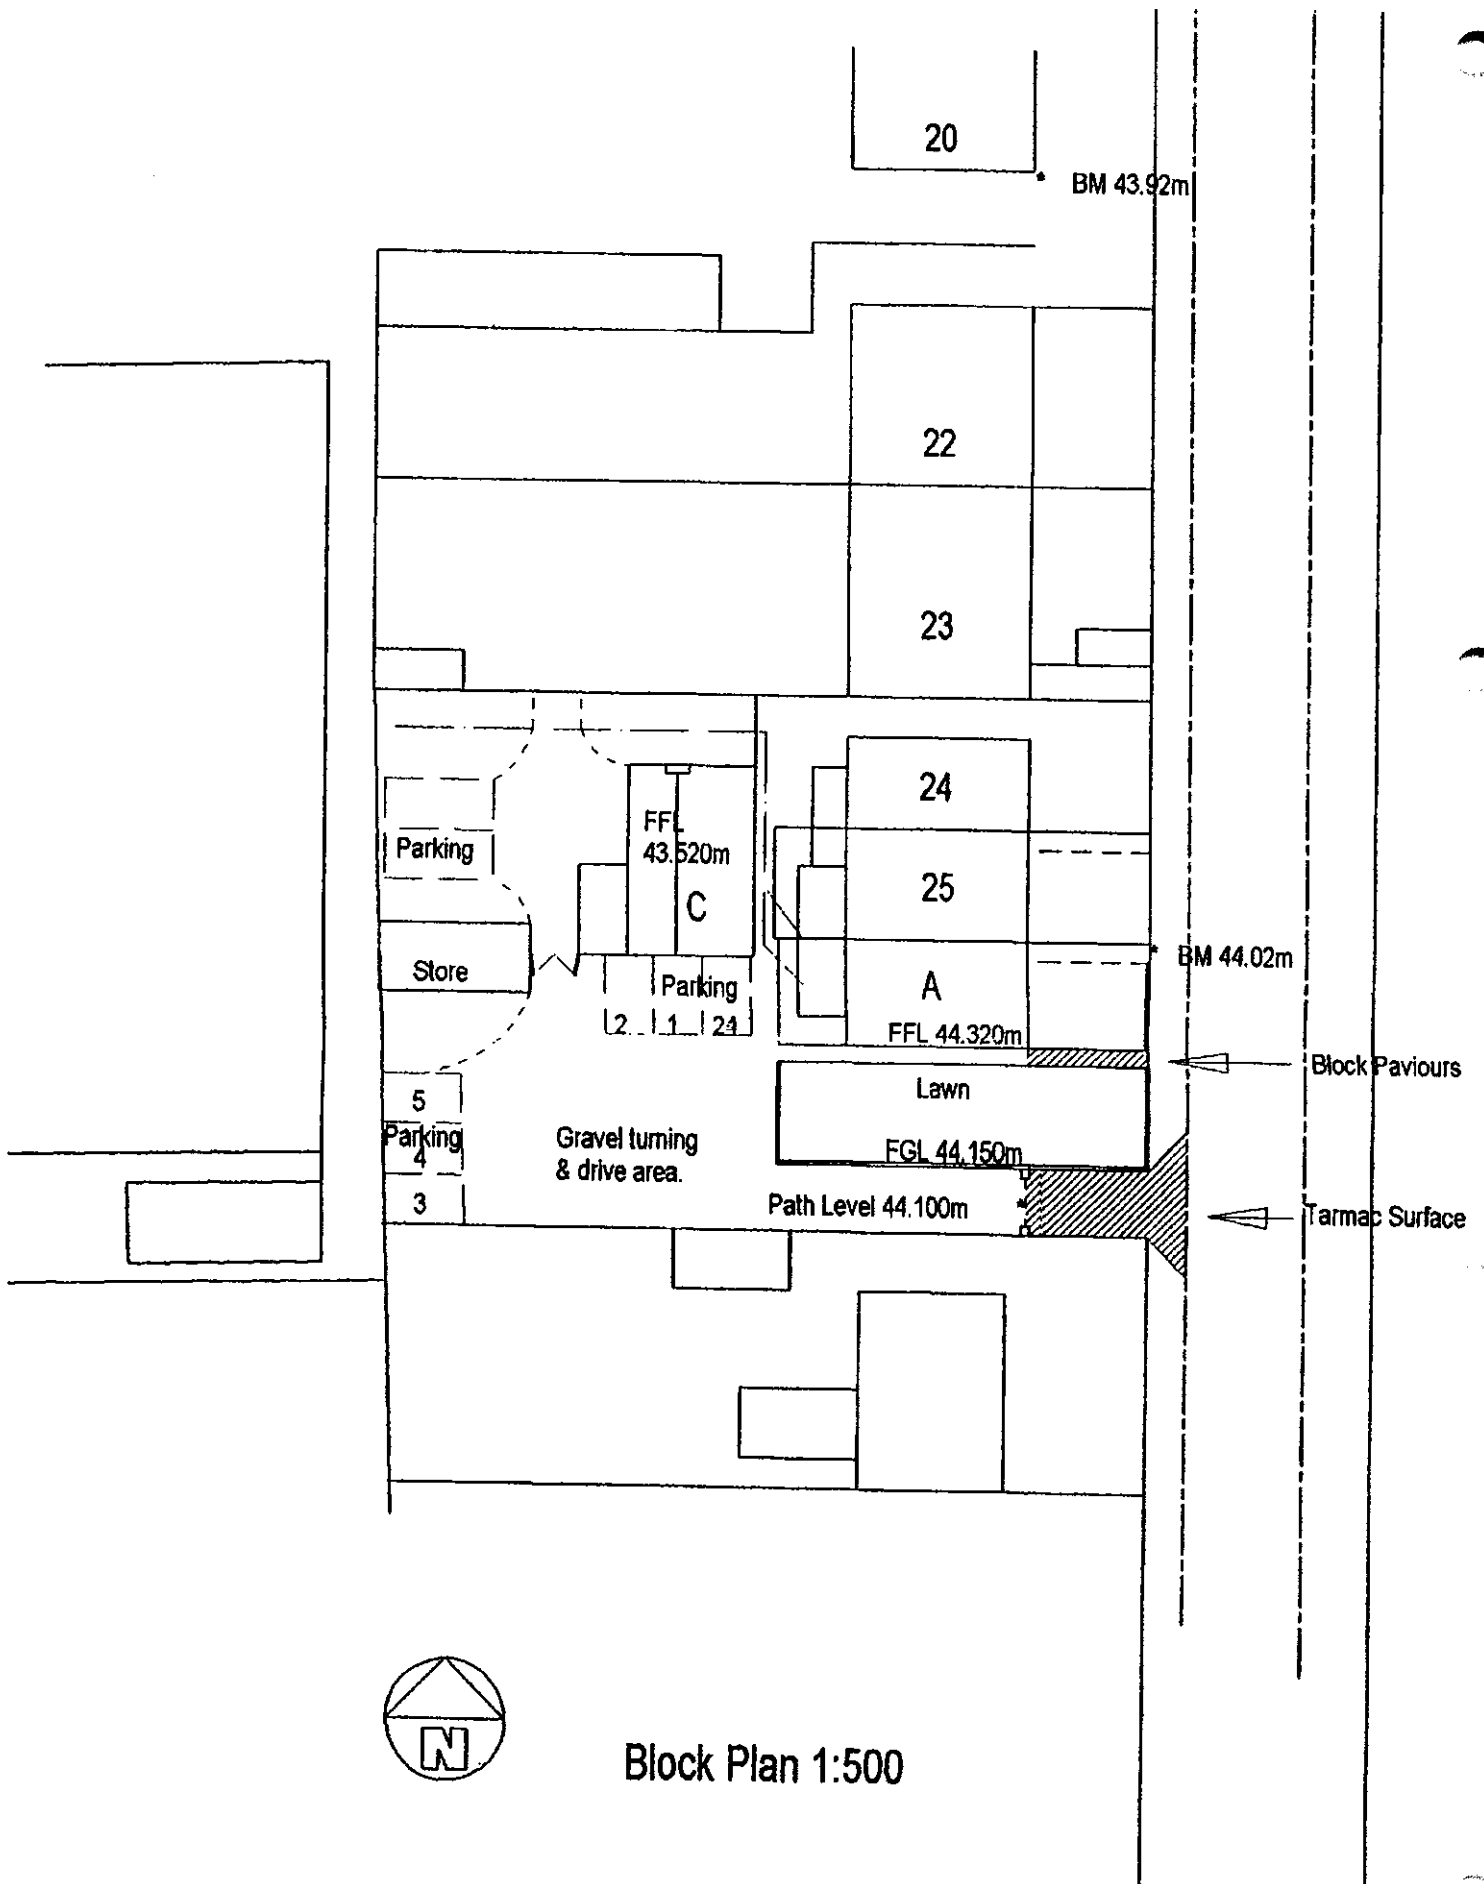 20
BM 43.92m
22
23
24
FFL
43.520m
Parking
25
C
BM 44.02m
Store
Parking
A
2 1 21
FFL 44.320m
Block Paviours
Lawn
5
Parking
4
Gravel turning
& drive area.
FGL 44.150m
3
Path Level 44.100m
Tarmac Surface
N
Block Plan 1:500